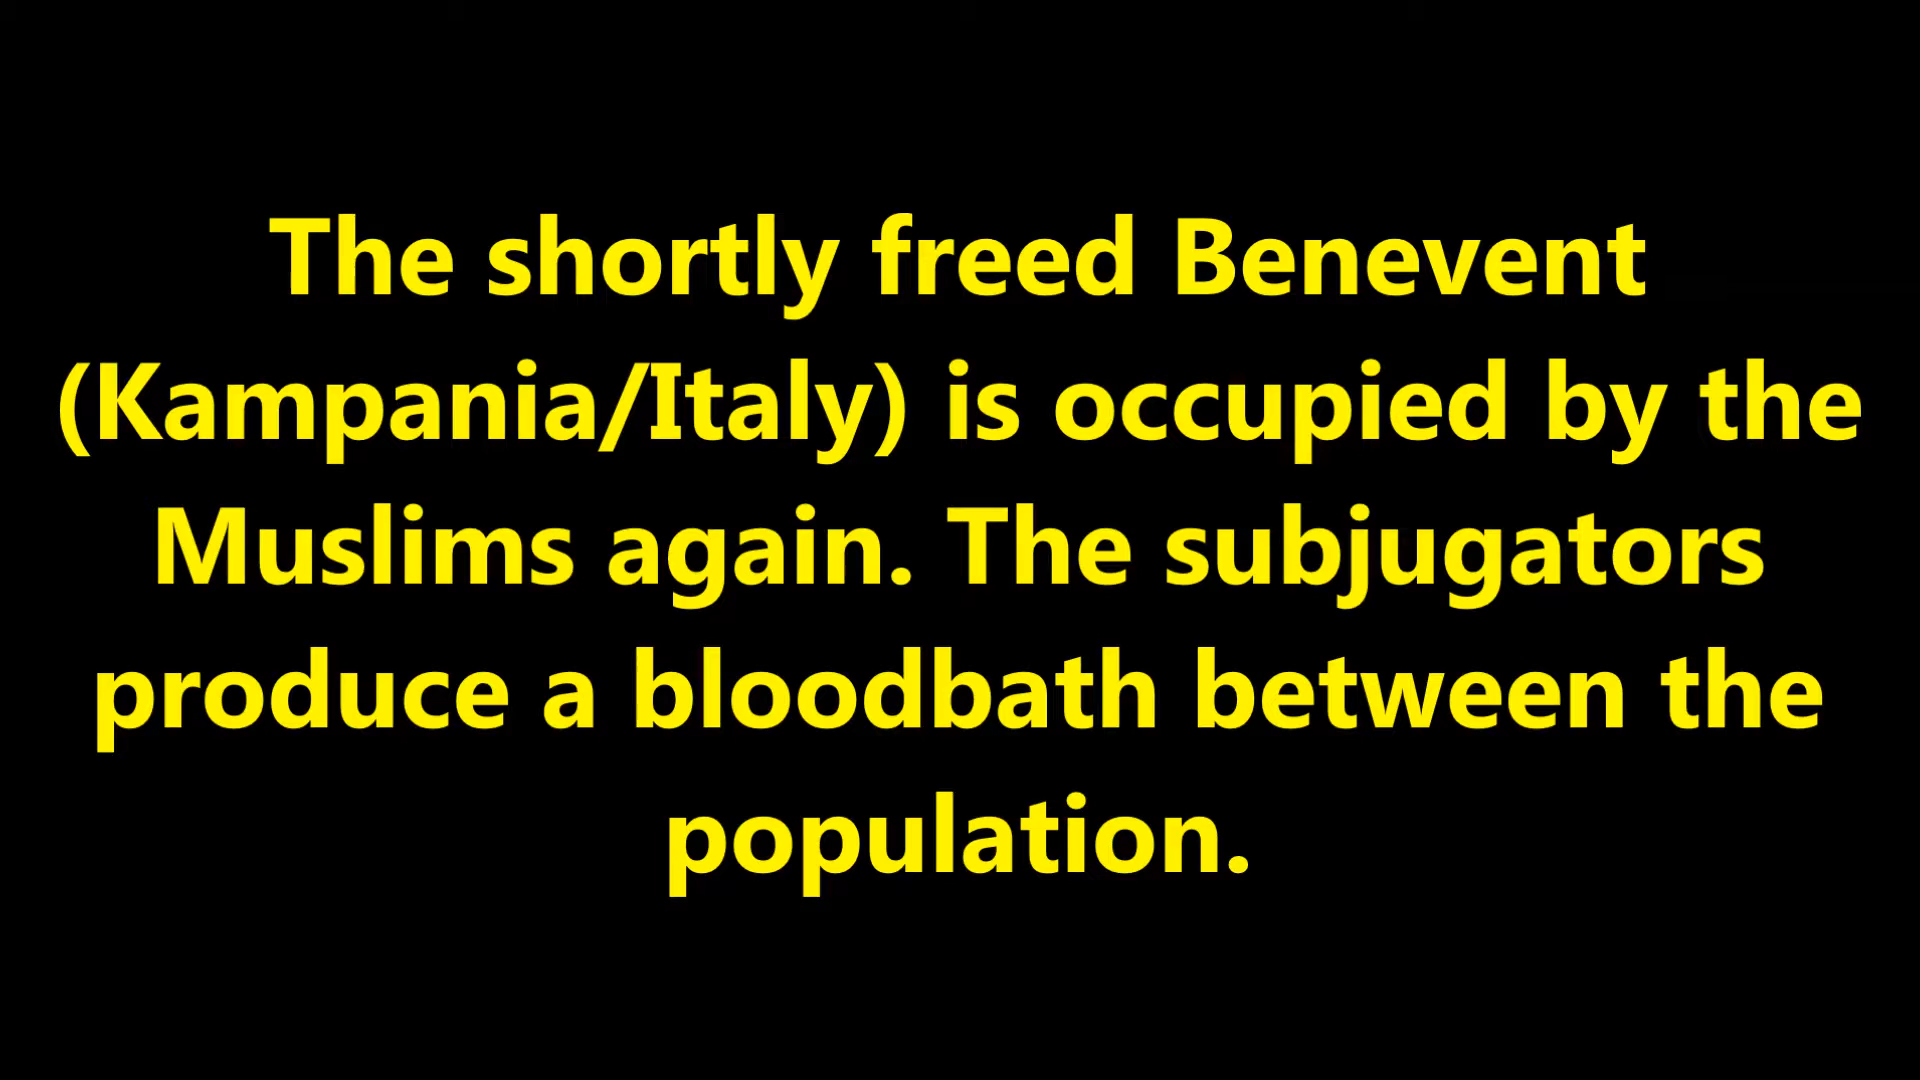 The shortly freed Benevent
(Kampania/Italy) is occupied by the
Muslims again. The subjugators
produce a bloodbath between the
population.